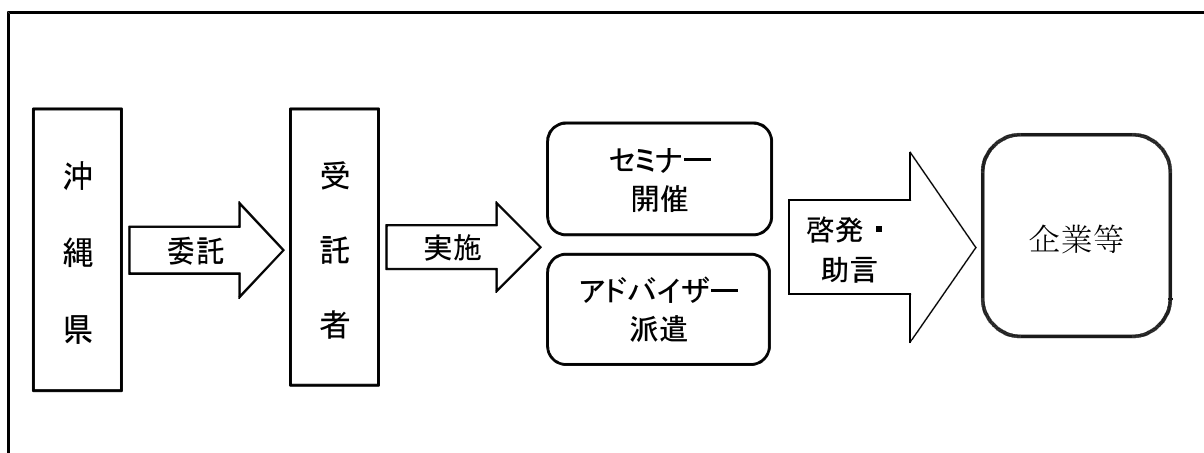 沖縄県
委託
受託者
実施
セミナー
開催
アドバイザー
派遣
啓発・
助言
企業等